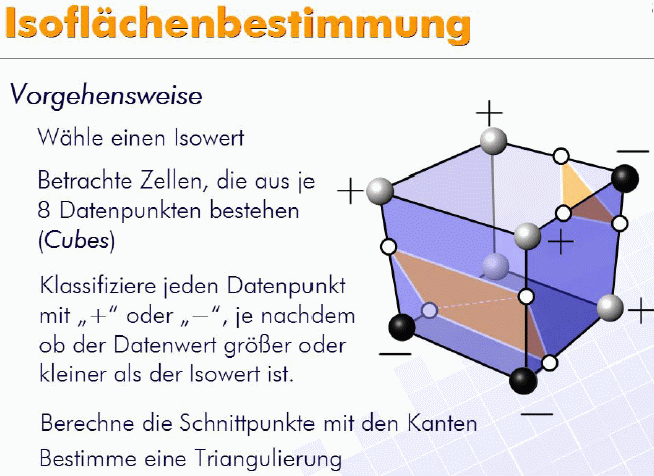 Isoflächenbestimmung
Vorgehensweise
Wähle einen Isowert
Betrachte Zellen, die aus je
8 Datenpunkten bestehen
(Cubes)
Klassifiziere jeden Datenpunkt
mit „+“ oder „—“, je nachdem
ob der Datenwert größer oder
kleiner als der Isowert ist.
Berechne die Schnittpunkte mit den Kanten
Bestimme eine Triangulierung
+
—
+
+
+
—
—